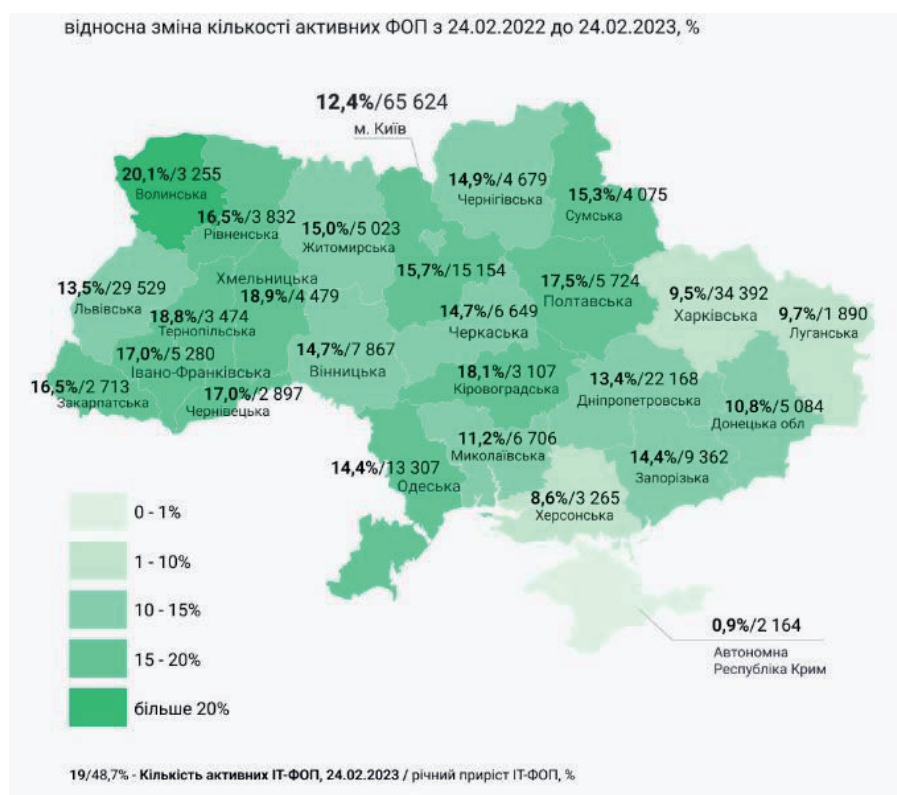 відносна зміна кількості активних ФОП з 24.02.2022 до 24.02.2023, %
12,4%/65 624
м. Київ
20,1%/3 255
Волинська
16,5%/3 832
Рівненська
15,0%/5 023
Житомирська
14,9%/4 679
Чернігівська
15,3%/4 075
Сумська
13,5%/29 529
Львівська
18,8%/3 474
Тернопільська
Хмельницька
18,9%/4 479
15,7%/15 154
14,7%/6 649
Черкаська
17,5%/5 724
Полтавська
9,5%/34 392
Харківська
9,7%/1 890
Луганська
16,5%/2 713
Закарпатська
17,0%/5 280
Івано-Франківська
17,0%/2 897
Чернівецька
14,7%/7 867
Вінницька
18,1%/3 107
Кіровоградська
13,4%/22 168
Дніпропетровська
10,8%/5 084
Донецька обл
14,4%/13 307
Одеська
11,2%/6 706
Миколаївська
14,4%/9 362
Запорізька
8,6%/3 265
Херсонська
0,9%/2 164
Автономна
Республіка Крим
0 - 1%
1 - 10%
10 - 15%
15 - 20%
більше 20%
19/48,7% - Кількість активних ІТ-ФОП, 24.02.2023 / річний приріст ІТ-ФОП, %